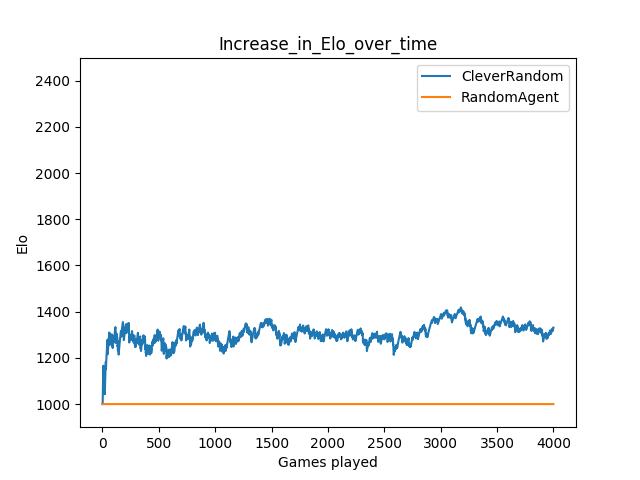 Increase_in_Elo_over_time
CleverRandom
RandomAgent
2400
2200
2000
1800
1600
1400
1200
1000
Elo
0 500 1000 1500 2000 2500 3000 3500 4000
Games played